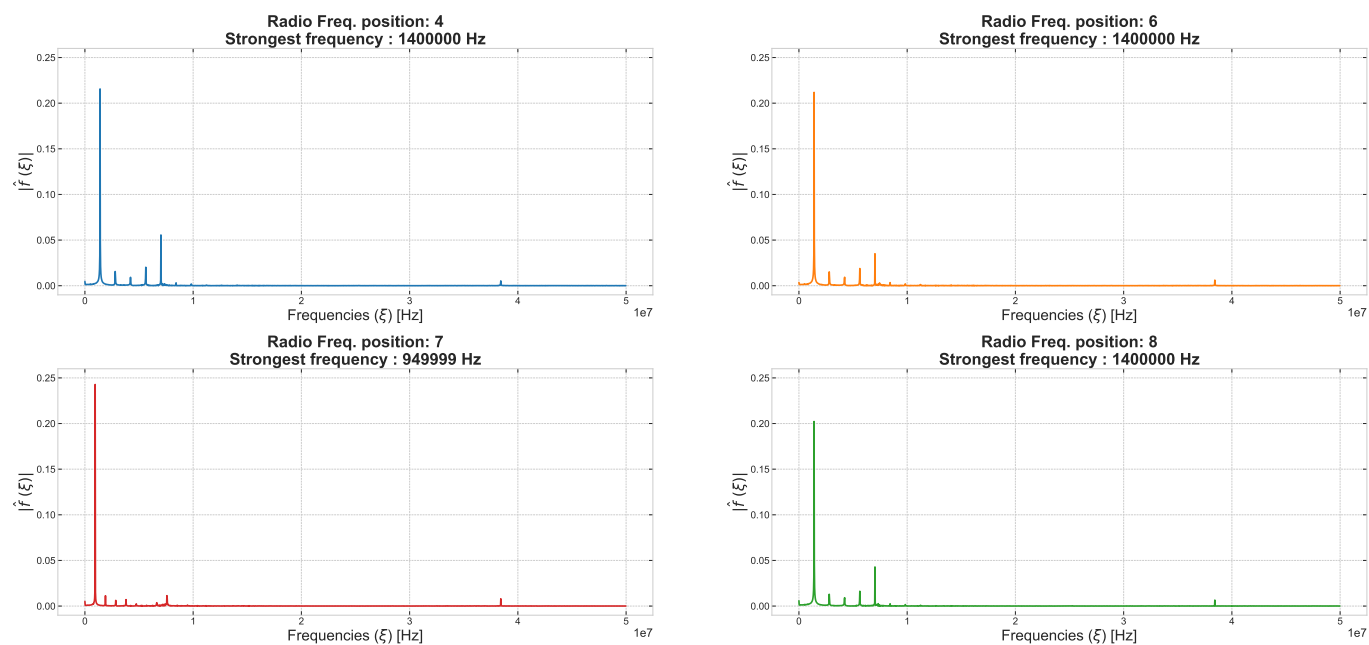 Radio Freq. position: 4
Strongest frequency : 1400000 Hz
0.25
0.20
0.15
0.10
0.05
0.00
|f̂ (ξ)|
0 1 2 3 4 5
1e7
Frequencies (ξ) [Hz]
Radio Freq. position: 6
Strongest frequency : 1400000 Hz
0.25
0.20
0.15
0.10
0.05
0.00
|f̂ (ξ)|
0 1 2 3 4 5
1e7
Frequencies (ξ) [Hz]
Radio Freq. position: 7
Strongest frequency : 949999 Hz
0.25
0.20
0.15
0.10
0.05
0.00
|f̂ (ξ)|
0 1 2 3 4 5
1e7
Frequencies (ξ) [Hz]
Radio Freq. position: 8
Strongest frequency : 1400000 Hz
0.25
0.20
0.15
0.10
0.05
0.00
|f̂ (ξ)|
0 1 2 3 4 5
1e7
Frequencies (ξ) [Hz]